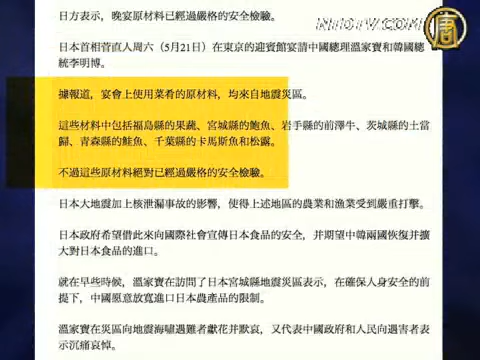 日方表示，晚宴原材料已經過嚴格的安全檢驗。
NTDTV.COM
唐
日本首相菅直人周六（5月21日）在東京的迎賓館宴請中國總理溫家寶和韓國總
統李明博。
據報道，宴會上使用菜肴的原材料，均來自地震災區。
這些材料中包括福島縣的果蔬、宮城縣的鮑魚、岩手縣的前澤牛、茨城縣的土當
歸、青森縣的鮭魚、千葉縣的卡馬斯魚和松露。
不過這些原材料絕對已經過嚴格的安全檢驗。
日本大地震加上核泄漏事故的影響，使得上述地區的農業和漁業受到嚴重打擊。
日本政府希望借此來向國際社會宣傳日本食品的安全，并期望中韓兩國恢復并擴
大對日本食品的進口。
就在早些時候，溫家寶在訪問了日本宮城縣地震災區表示，在確保人身安全的前
提下，中國愿意放寬進口日本農產品的限制。
溫家寶在災區向地震海嘯遇難者獻花并默哀，又代表中國政府和人民向遇害者表
示沉痛哀悼。